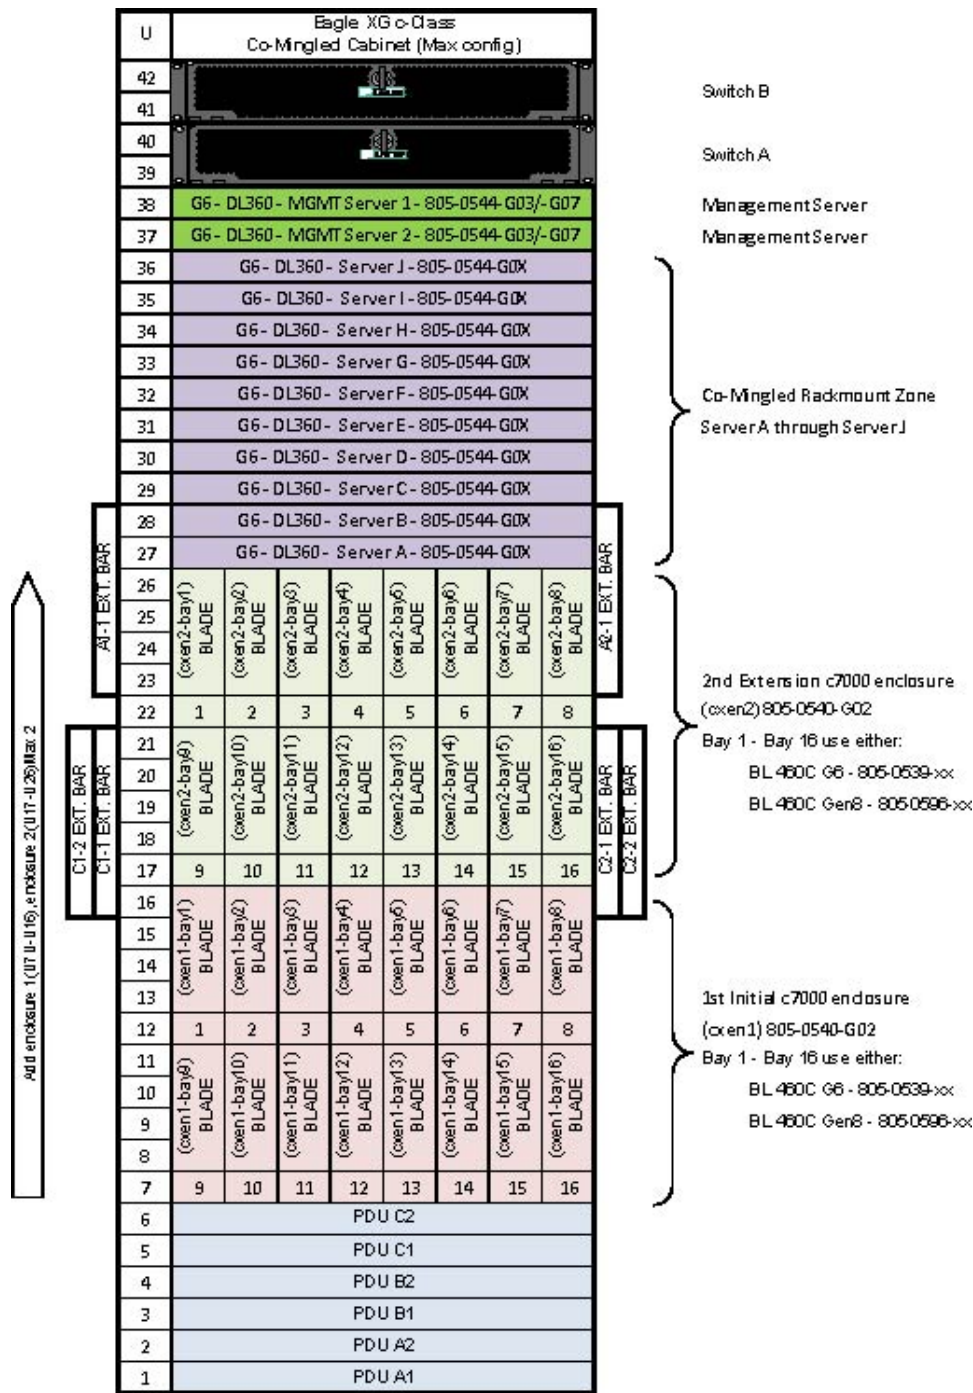 U
Eagle XG c-Class
Co-Mingled Cabinet (Max config)
42
41
Switch B
40
39
Switch A
38 G6 - DL360 - MGMT Server 1 - 805-0544-G03/-G07 Management Server
37 G6 - DL360 - MGMT Server 2 - 805-0544-G03/-G07 Management Server
36 G6 - DL360 - Server J - 805-0544-G0X
35 G6 - DL360 - Server I - 805-0544-G0X
34 G6 - DL360 - Server H - 805-0544-G0X
33 G6 - DL360 - Server G - 805-0544-G0X
32 G6 - DL360 - Server F - 805-0544-G0X
31 G6 - DL360 - Server E - 805-0544-G0X
30 G6 - DL360 - Server D - 805-0544-G0X
29 G6 - DL360 - Server C - 805-0544-G0X
28 G6 - DL360 - Server B - 805-0544-G0X
27 G6 - DL360 - Server A - 805-0544-G0X
Co-Mingled Rackmount Zone
Server A through Server J
A1-1 EXT. BAR
A2-1 EXT. BAR
26
25
24
23
(cxen2-bay1)
BLADE
(cxen2-bay2)
BLADE
(cxen2-bay3)
BLADE
(cxen2-bay4)
BLADE
(cxen2-bay5)
BLADE
(cxen2-bay6)
BLADE
(cxen2-bay7)
BLADE
(cxen2-bay8)
BLADE
22 1 2 3 4 5 6 7 8
C1-2 EXT. BAR
C1-1 EXT. BAR
21
20
19
18
(cxen2-bay9)
BLADE
(cxen2-bay10)
BLADE
(cxen2-bay11)
BLADE
(cxen2-bay12)
BLADE
(cxen2-bay13)
BLADE
(cxen2-bay14)
BLADE
(cxen2-bay15)
BLADE
(cxen2-bay16)
BLADE
C2-1 EXT. BAR
C2-2 EXT. BAR
17 9 10 11 12 13 14 15 16
2nd Extension c7000 enclosure
(cxen2) 805-0540-G02
Bay 1 - Bay 16 use either:
BL 460C G6 - 805-0539-xx
BL 460C Gen8 - 805-0596-xx
16
15
14
13
(cxen1-bay1)
BLADE
(cxen1-bay2)
BLADE
(cxen1-bay3)
BLADE
(cxen1-bay4)
BLADE
(cxen1-bay5)
BLADE
(cxen1-bay6)
BLADE
(cxen1-bay7)
BLADE
(cxen1-bay8)
BLADE
12 1 2 3 4 5 6 7 8
11
10
9
8
(cxen1-bay9)
BLADE
(cxen1-bay10)
BLADE
(cxen1-bay11)
BLADE
(cxen1-bay12)
BLADE
(cxen1-bay13)
BLADE
(cxen1-bay14)
BLADE
(cxen1-bay15)
BLADE
(cxen1-bay16)
BLADE
7 9 10 11 12 13 14 15 16
1st Initial c7000 enclosure
(cxen1) 805-0540-G02
Bay 1 - Bay 16 use either:
BL 460C G6 - 805-0539-xx
BL 460C Gen8 - 805-0596-xx
Add enclosure 1(U7 U-U16), enclosure 2(U17-U26)Max 2
6 PDU C2
5 PDU C1
4 PDU B2
3 PDU B1
2 PDU A2
1 PDU A1